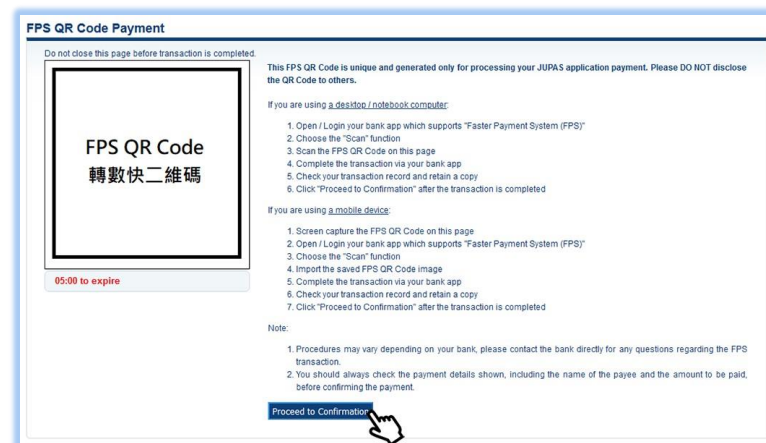 FPS QR Code Payment
Do not close this page before transaction is completed.
FPS QR Code
轉數快二維碼
05:00 to expire
This FPS QR Code is unique and generated only for processing your JUPAS application payment. Please DO NOT disclose
the QR Code to others.
If you are using a desktop / notebook computer:
1. Open / Login your bank app which supports "Faster Payment System (FPS)"
2. Choose the "Scan" function
3. Scan the FPS QR Code on this page
4. Complete the transaction via your bank app
5. Check your transaction record and retain a copy
6. Click "Proceed to Confirmation" after the transaction is completed
If you are using a mobile device:
1. Screen capture the FPS QR Code on this page
2. Open / Login your bank app which supports "Faster Payment System (FPS)"
3. Choose the "Scan" function
4. Import the saved FPS QR Code image
5. Complete the transaction via your bank app
6. Check your transaction record and retain a copy
7. Click "Proceed to Confirmation" after the transaction is completed
Note:
1. Procedures may vary depending on your bank, please contact the bank directly for any questions regarding the FPS
transaction.
2. You should always check the payment details shown, including the name of the payee and the amount to be paid,
before confirming the payment.
Proceed to Confirmation